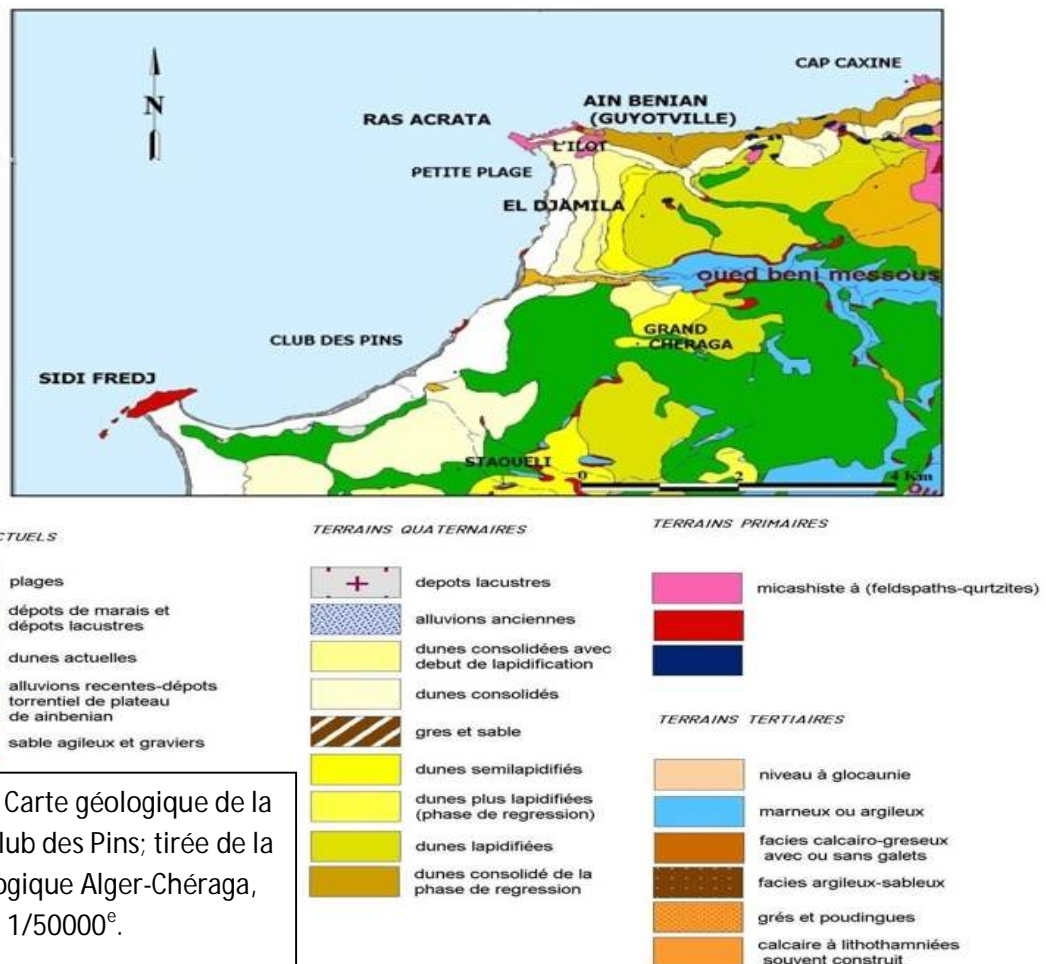 CAP CAXINE
N
RAS ACRATA
AIN BENIAN
(GUYOTVILLE)
L'ILOT
PETITE PLAGE
EL DJAMILA
oued beni messous
CLUB DES PINS
GRAND
CHERAGA
SIDI FREDJ
STAOUELI
0 2 4 Km
CTUELS
plages
dépots de marais et
dépots lacustres
dunes actuelles
alluvions recentes-dépots
torrentiel de plateau
de ainbenian
sable agileux et graviers
TERRAINS QUATERNAIRES
depots lacustres
alluvions anciennes
dunes consolidées avec
debut de lapidification
dunes consolidés
gres et sable
dunes semilapidifiés
dunes plus lapidifiées
(phase de regression)
dunes lapidifiées
dunes consolidé de la
phase de regression
TERRAINS PRIMAIRES
micashiste à (feldspaths-qurtzites)
TERRAINS TERTIAIRES
niveau à glocaunie
marneux ou argileux
facies calcairo-greseux
avec ou sans galets
facies argileux-sableux
grés et poudingues
calcaire à lithothamniées
souvent construit
Carte géologique de la
lub des Pins; tirée de la
ogique Alger-Chéraga,
1/50000e.